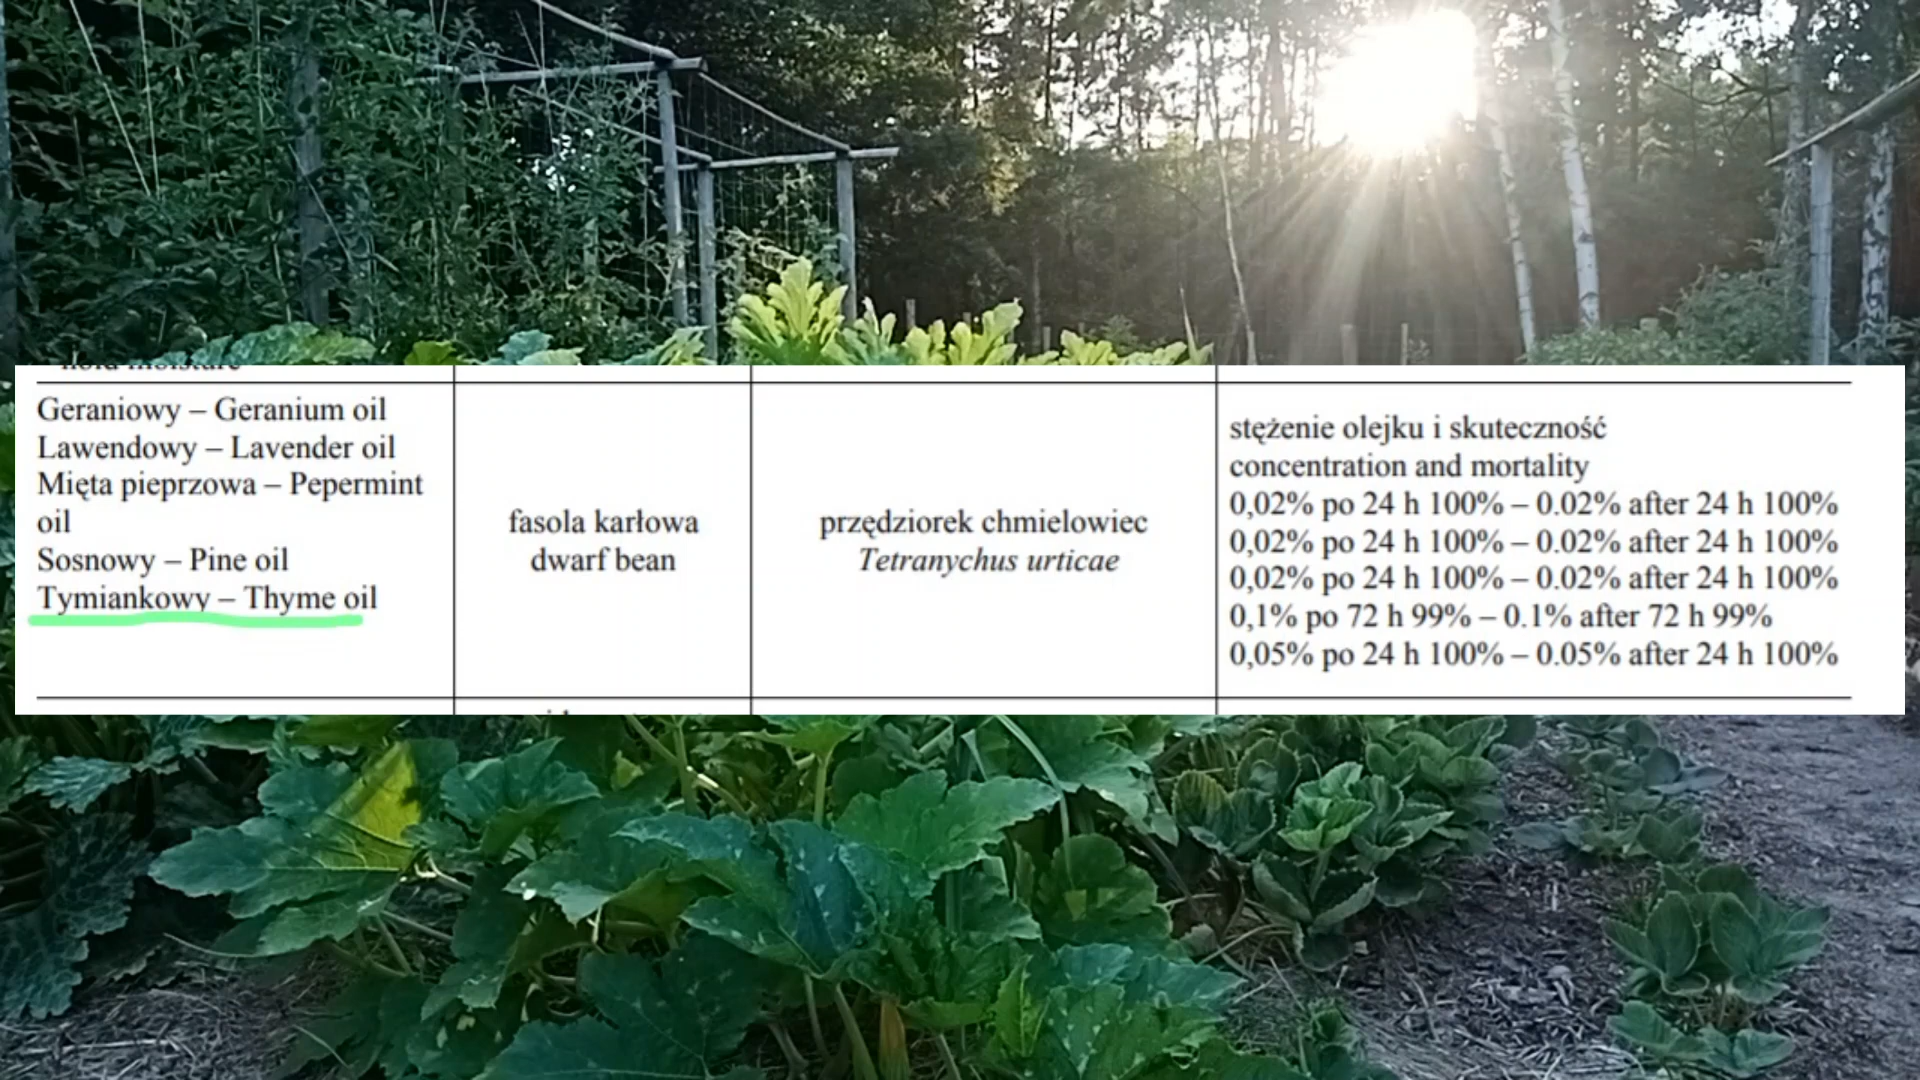 Geraniowy – Geranium oil
Lawendowy – Lavender oil
Mięta pieprzowa – Pepermint
oil
Sosnowy – Pine oil
Tymiankowy – Thyme oil
fasola karłowa
dwarf bean
przędziorek chmielowiec
Tetranychus urticae
stężenie olejku i skuteczność
concentration and mortality
0,02% po 24 h 100% – 0.02% after 24 h 100%
0,02% po 24 h 100% – 0.02% after 24 h 100%
0,02% po 24 h 100% – 0.02% after 24 h 100%
0,1% po 72 h 99% – 0.1% after 72 h 99%
0,05% po 24 h 100% – 0.05% after 24 h 100%